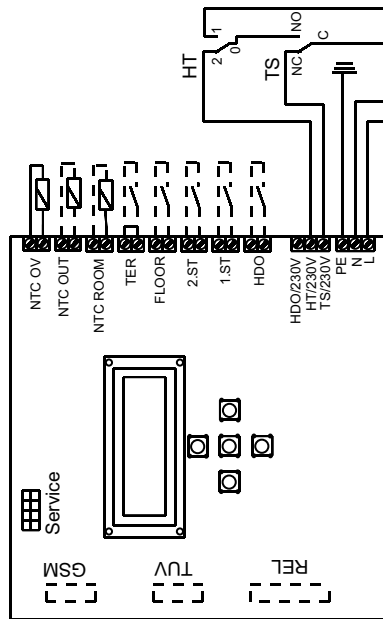 NO
1
C
0
2
HT
TS
NC
NTC OV
NTC OUT
NTC ROOM
TER
FLOOR
2.ST
1.ST
HDO
HDO/230V
HT/230V
TS/230V
PE
N
L
Service
GSM
TUV
REL